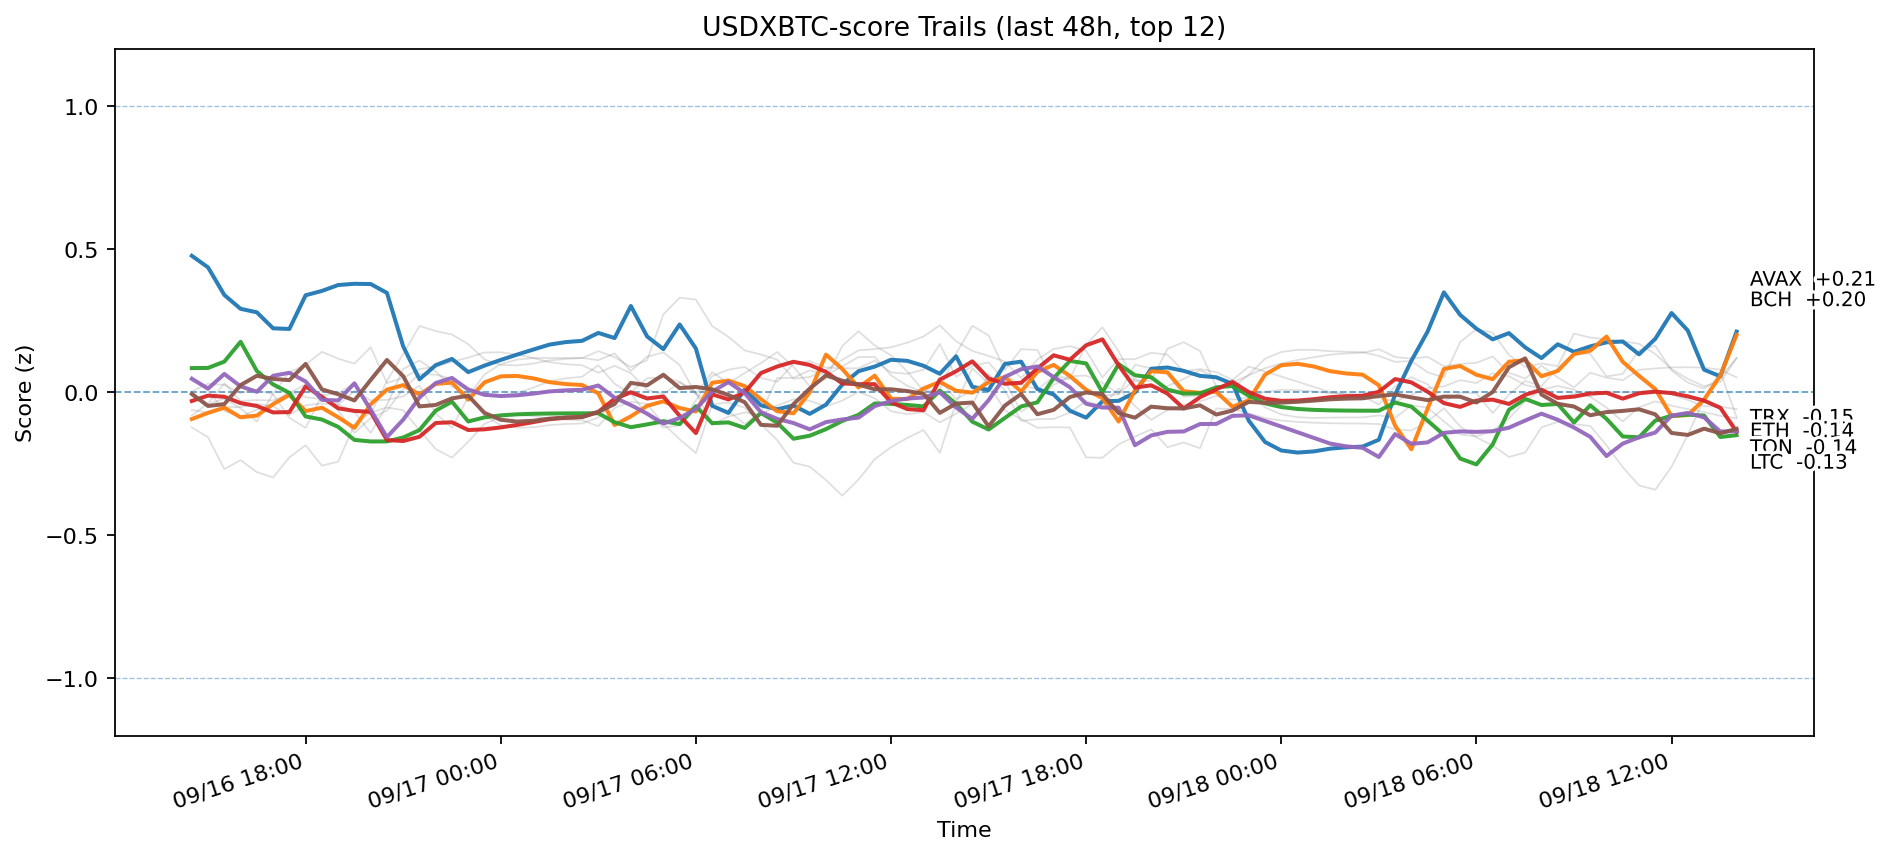 USDXBTC-score Trails (last 48h, top 12)
Score (z)
1.0
0.5
0.0
−0.5
−1.0
AVAX +0.21
BCH +0.20
TRX -0.15
ETH -0.14
TON -0.14
LTC -0.13
09/16 18:00
09/17 00:00
09/17 06:00
09/17 12:00
09/17 18:00
09/18 00:00
09/18 06:00
09/18 12:00
Time